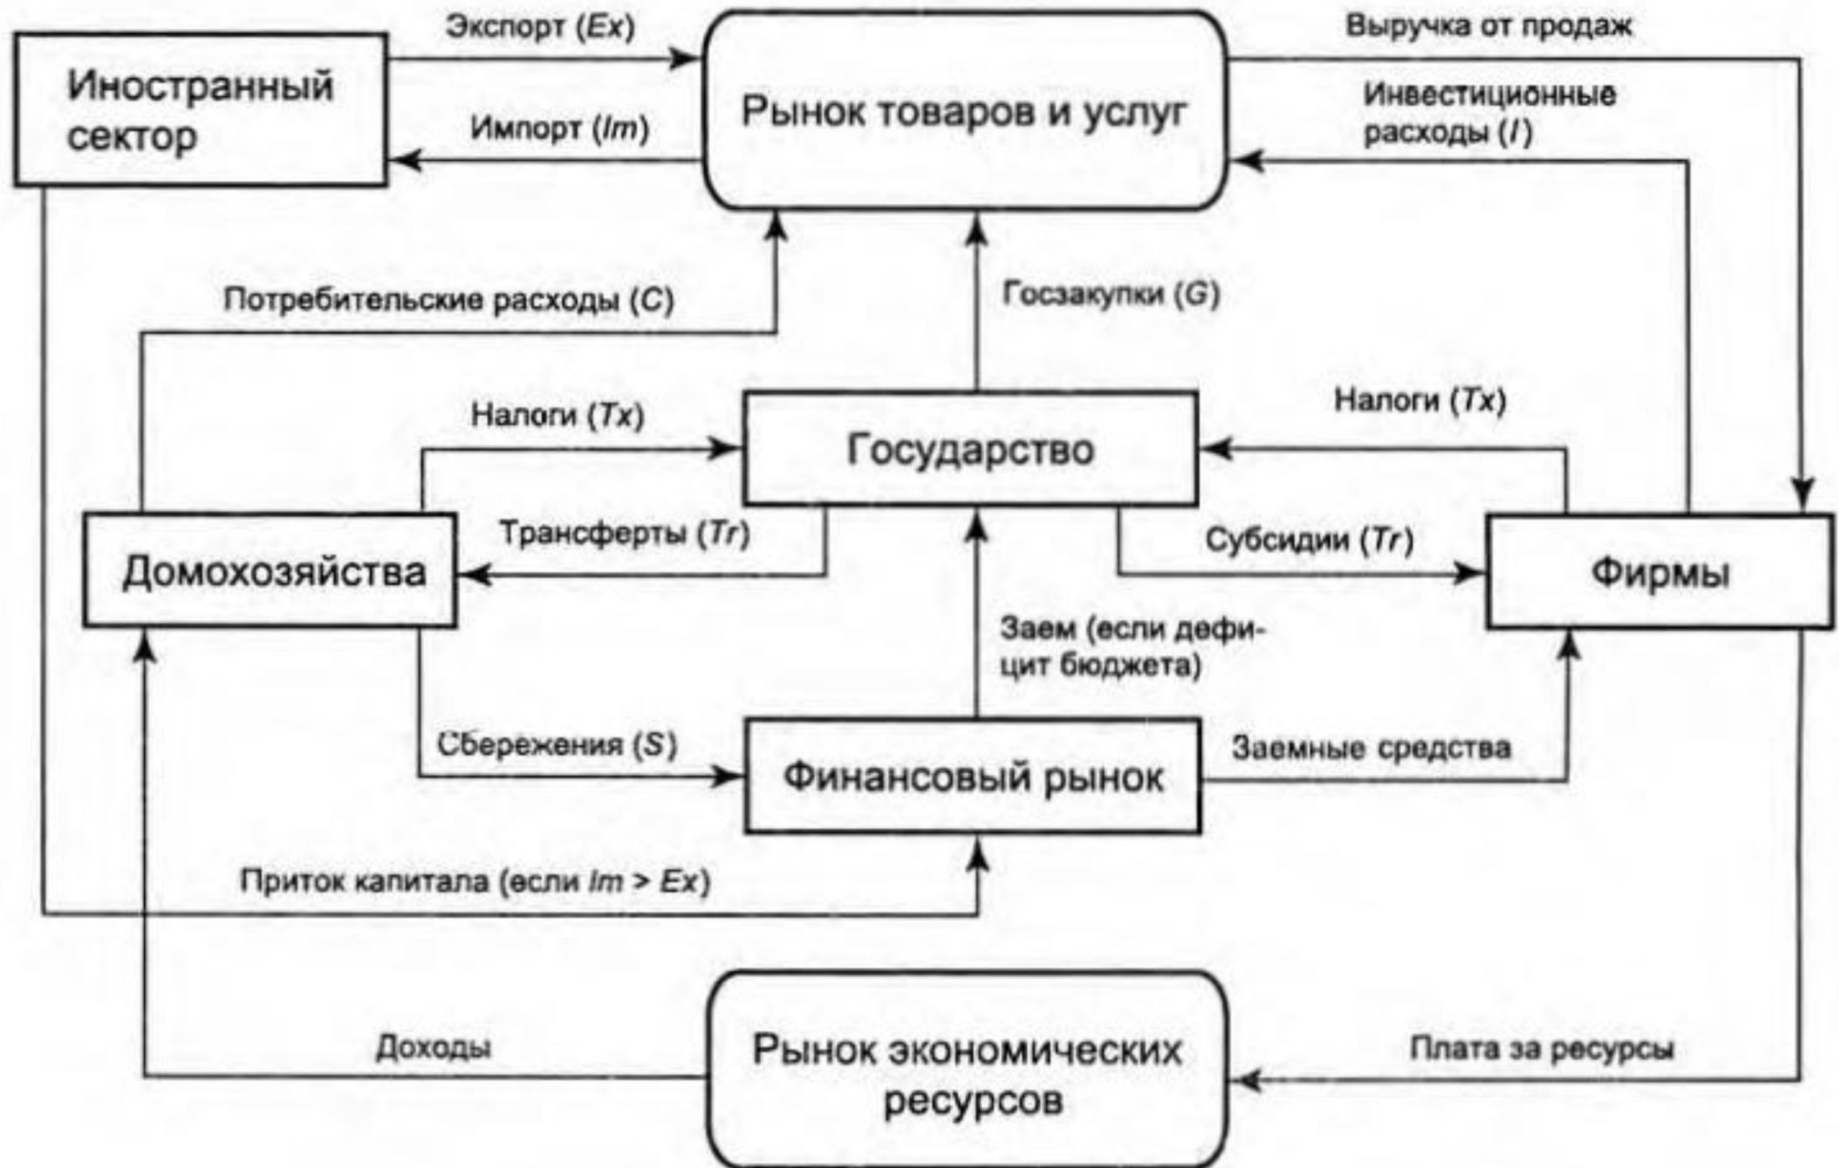 Экспорт (Ex)
Выручка от продаж
Иностранный
сектор
Рынок товаров и услуг
Инвестиционные
расходы (I)
Импорт (Im)
Потребительские расходы (C)
Госзакупки (G)
Налоги (Tx)
Государство
Налоги (Tx)
Трансферты (Tr)
Субсидии (Tr)
Домохозяйства
Фирмы
Заем (если дефи-
цит бюджета)
Сбережения (S)
Финансовый рынок
Заемные средства
Приток капитала (если Im > Ex)
Доходы
Рынок экономических
ресурсов
Плата за ресурсы